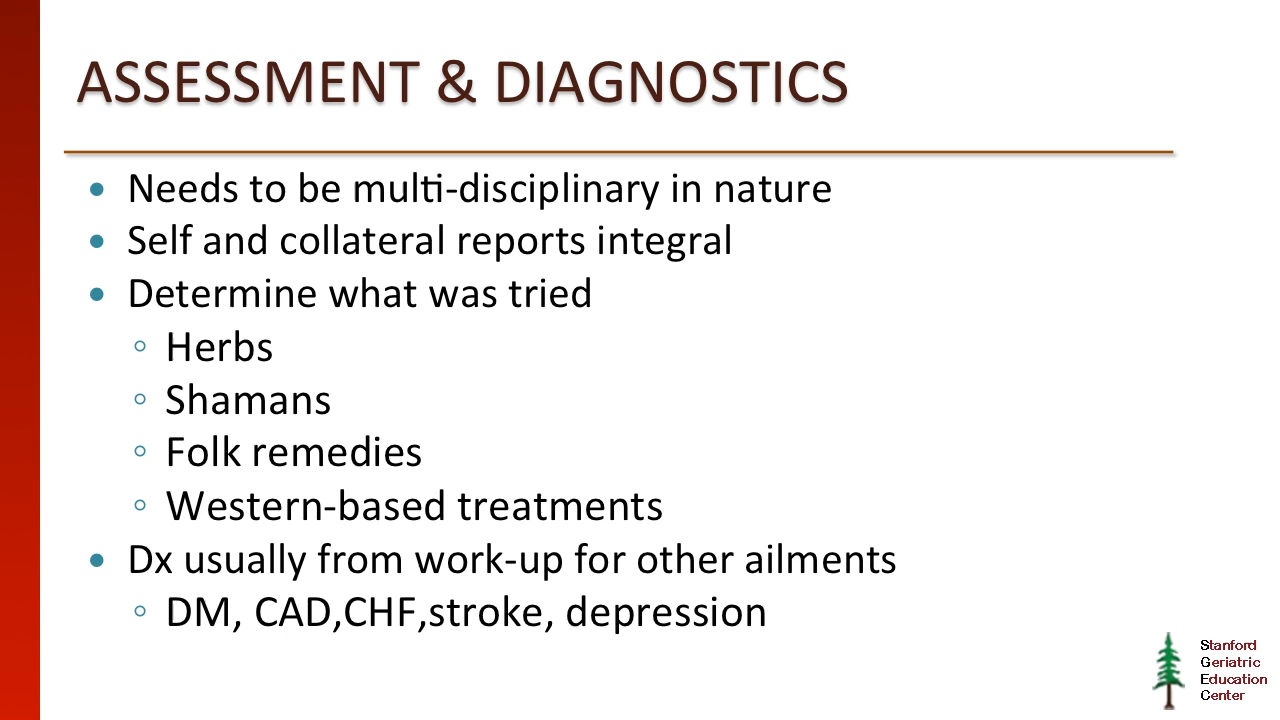 ASSESSMENT & DIAGNOSTICS
• Needs to be multi-disciplinary in nature
• Self and collateral reports integral
• Determine what was tried
◦ Herbs
◦ Shamans
◦ Folk remedies
◦ Western-based treatments
• Dx usually from work-up for other ailments
◦ DM, CAD,CHF,stroke, depression
Stanford
Geriatric
Education
Center